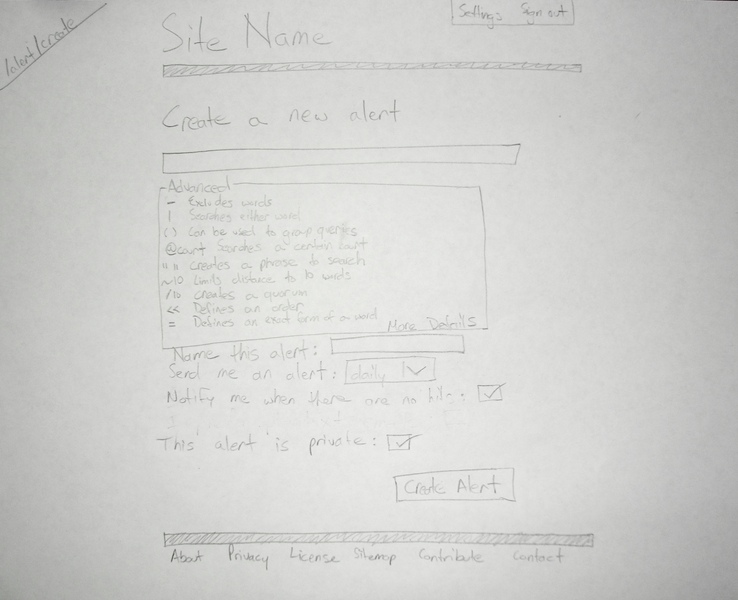 /alert/create
Settings Sign out
Site Name
Create a new alert
Advanced
- Excludes words
| Searches either word
( ) Can be used to group queries
@court Searches a certain court
" " Creates a phrase to search
~10 Limits distance to 10 words
/10 Creates a quorum
<< Defines an order
= Defines an exact form of a word
More Details
Name this alert:
Send me an alert: daily
Notify me when there are no hits:
This alert is private:
Create Alert
About Privacy License Sitemap Contribute Contact